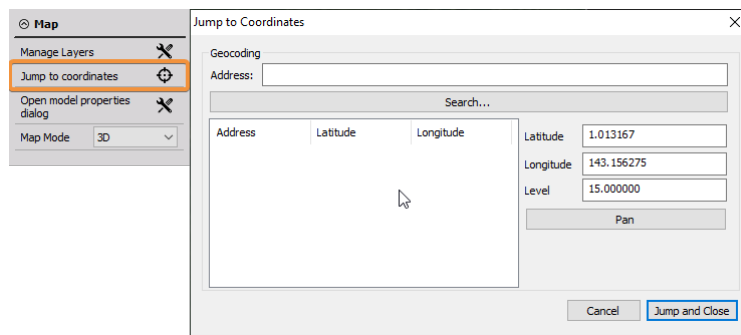 Map
Manage Layers
Jump to coordinates
Open model properties
dialog
Map Mode 3D
Jump to Coordinates
Geocoding
Address:
Search...
Address Latitude Longitude
Latitude 1.013167
Longitude 143.156275
Level 15.000000
Pan
Cancel Jump and Close